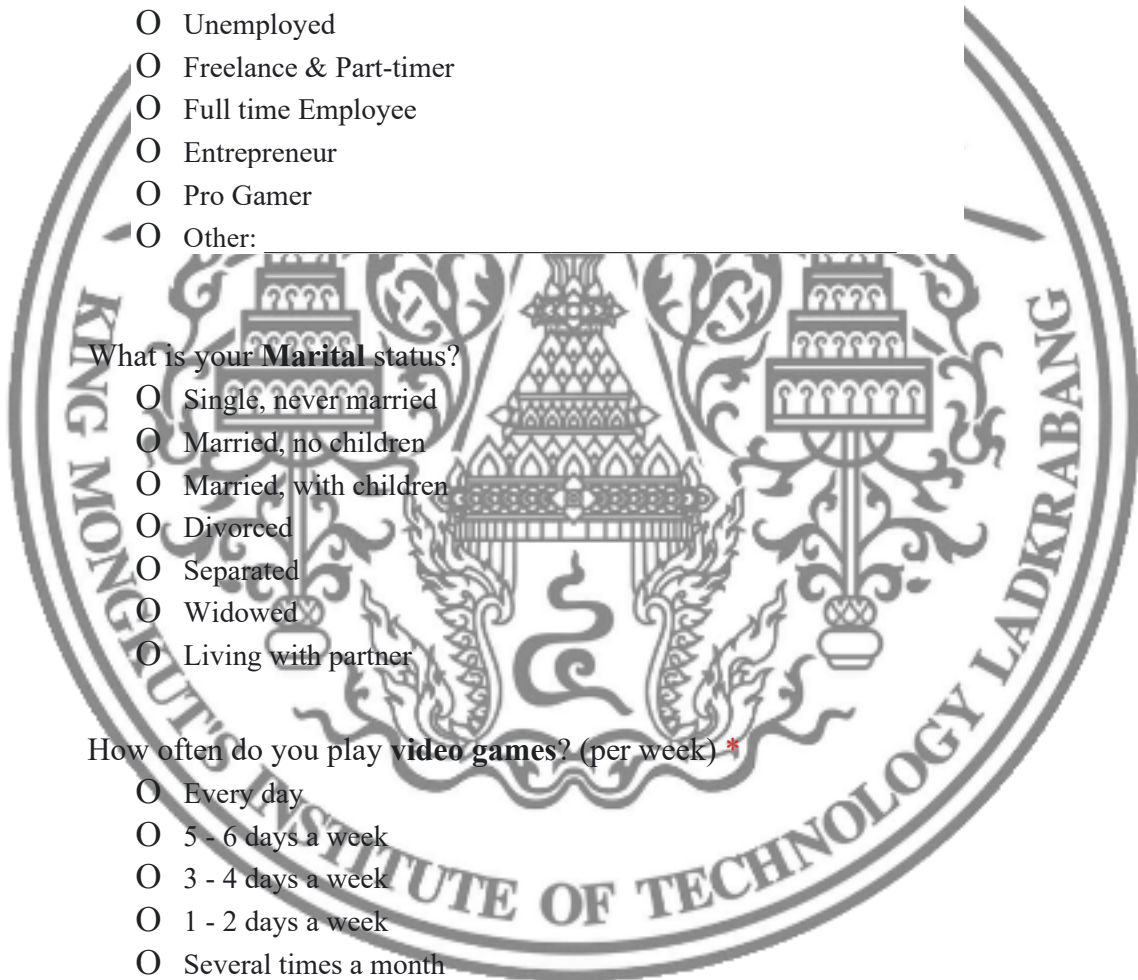 O Unemployed
O Freelance & Part-timer
O Full time Employee
O Entrepreneur
O Pro Gamer
O Other: ___________________________________________
What is your Marital status?
O Single, never married
O Married, no children
O Married, with children
O Divorced
O Separated
O Widowed
O Living with partner
How often do you play video games? (per week) *
O Every day
O 5 - 6 days a week
O 3 - 4 days a week
O 1 - 2 days a week
O Several times a month
KING MONGKUT'S INSTITUTE OF TECHNOLOGY LADKRABANG